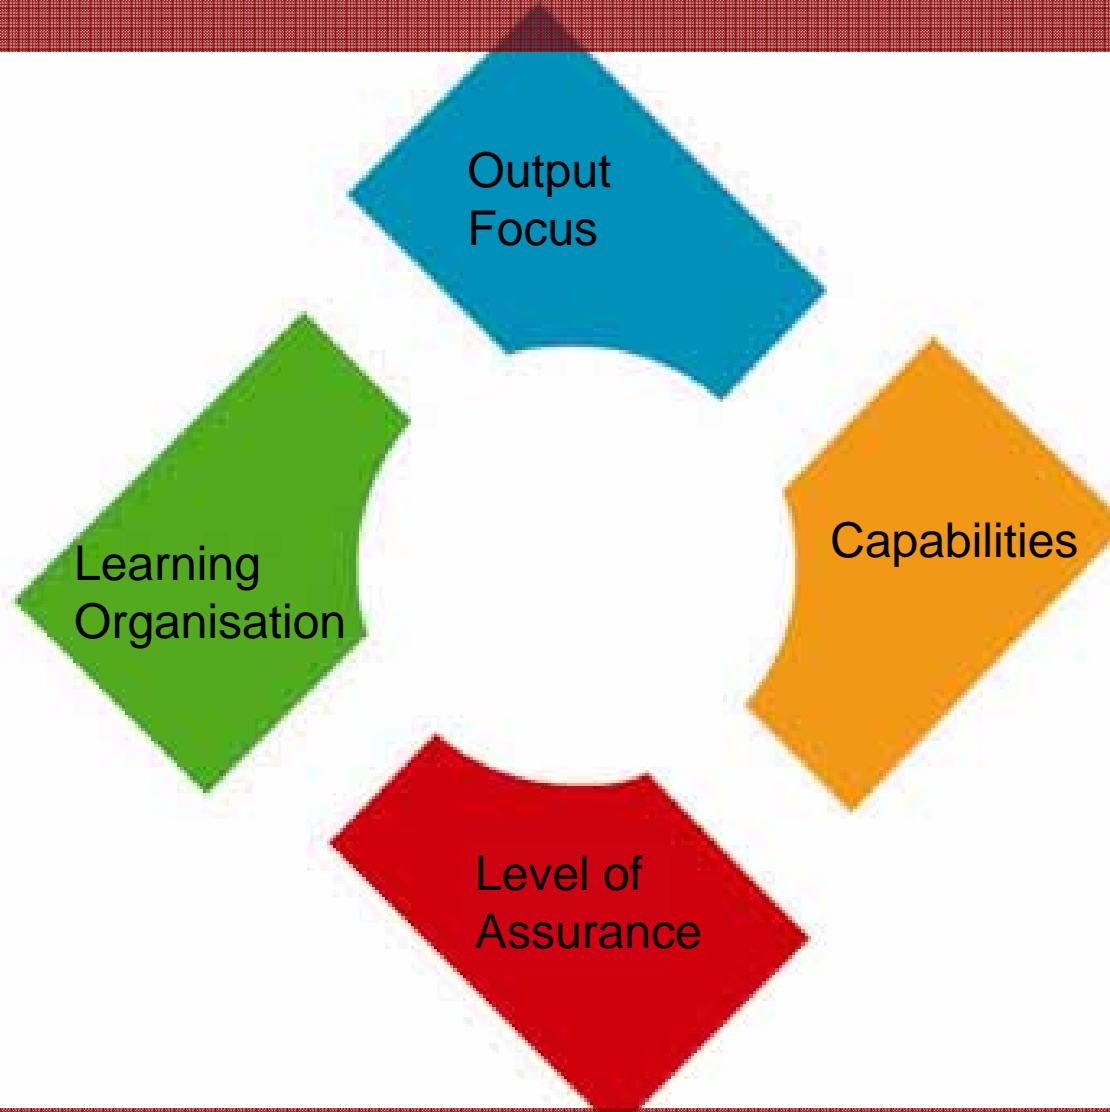 Output
Focus
Capabilities
Learning
Organisation
Level of
Assurance